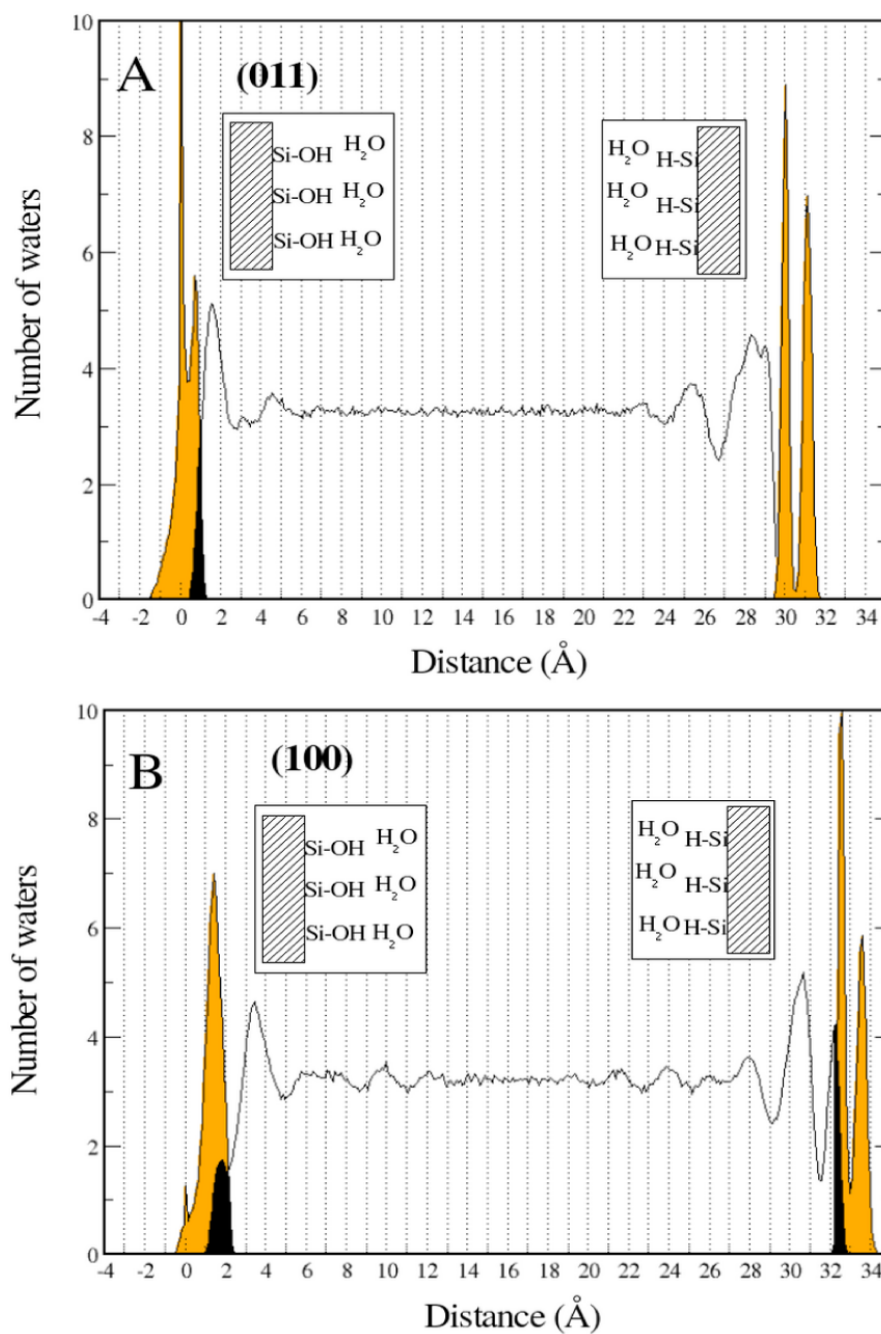 10
A (011)
Si-OH H2O H2O H-Si
8
Si-OH H2O H2O H-Si
Si-OH H2O H2O H-Si
6
Number of waters
4
2
0
-4 -2 0 2 4 6 8 10 12 14 16 18 20 22 24 26 28 30 32 34
Distance (Å)
10
B (100)
8
Si-OH H2O H2O H-Si
Si-OH H2O H2O H-Si
Si-OH H2O H2O H-Si
6
Number of waters
4
2
0
-4 -2 0 2 4 6 8 10 12 14 16 18 20 22 24 26 28 30 32 34
Distance (Å)